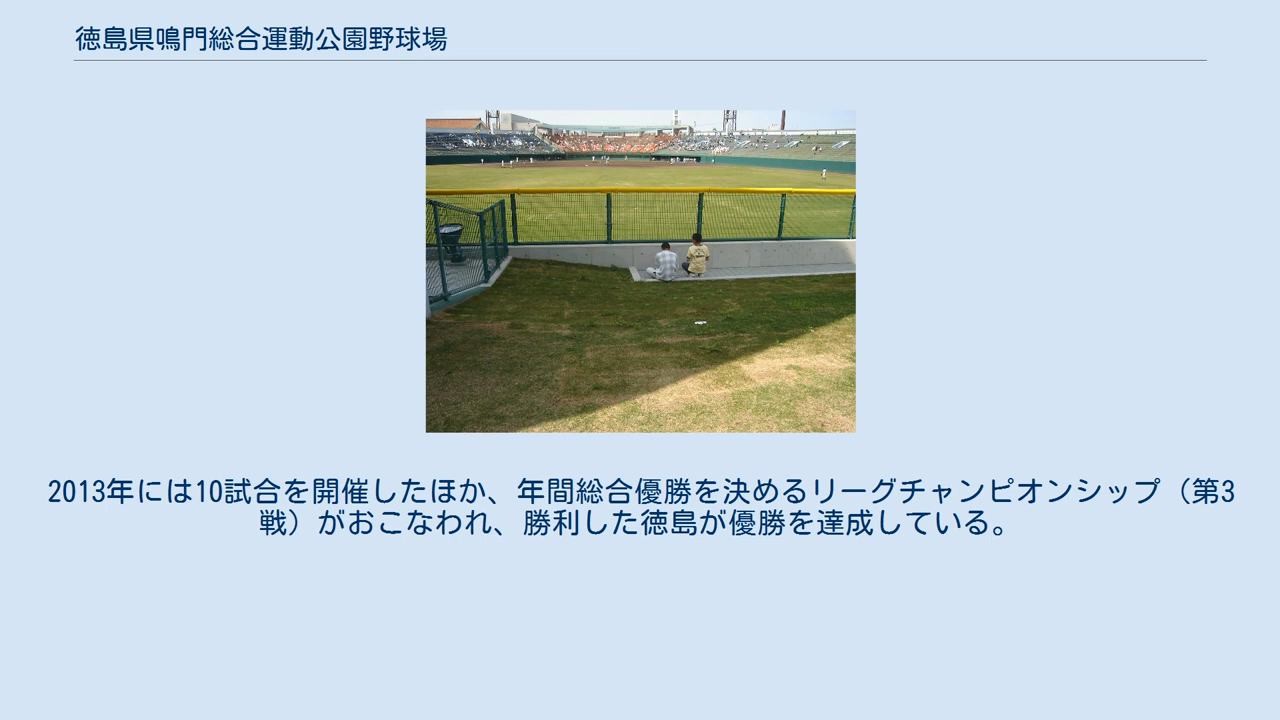 徳島県鳴門総合運動公園野球場
2013年には10試合を開催したほか、年間総合優勝を決めるリーグチャンピオンシップ（第3
戦）がおこなわれ、勝利した徳島が優勝を達成している。